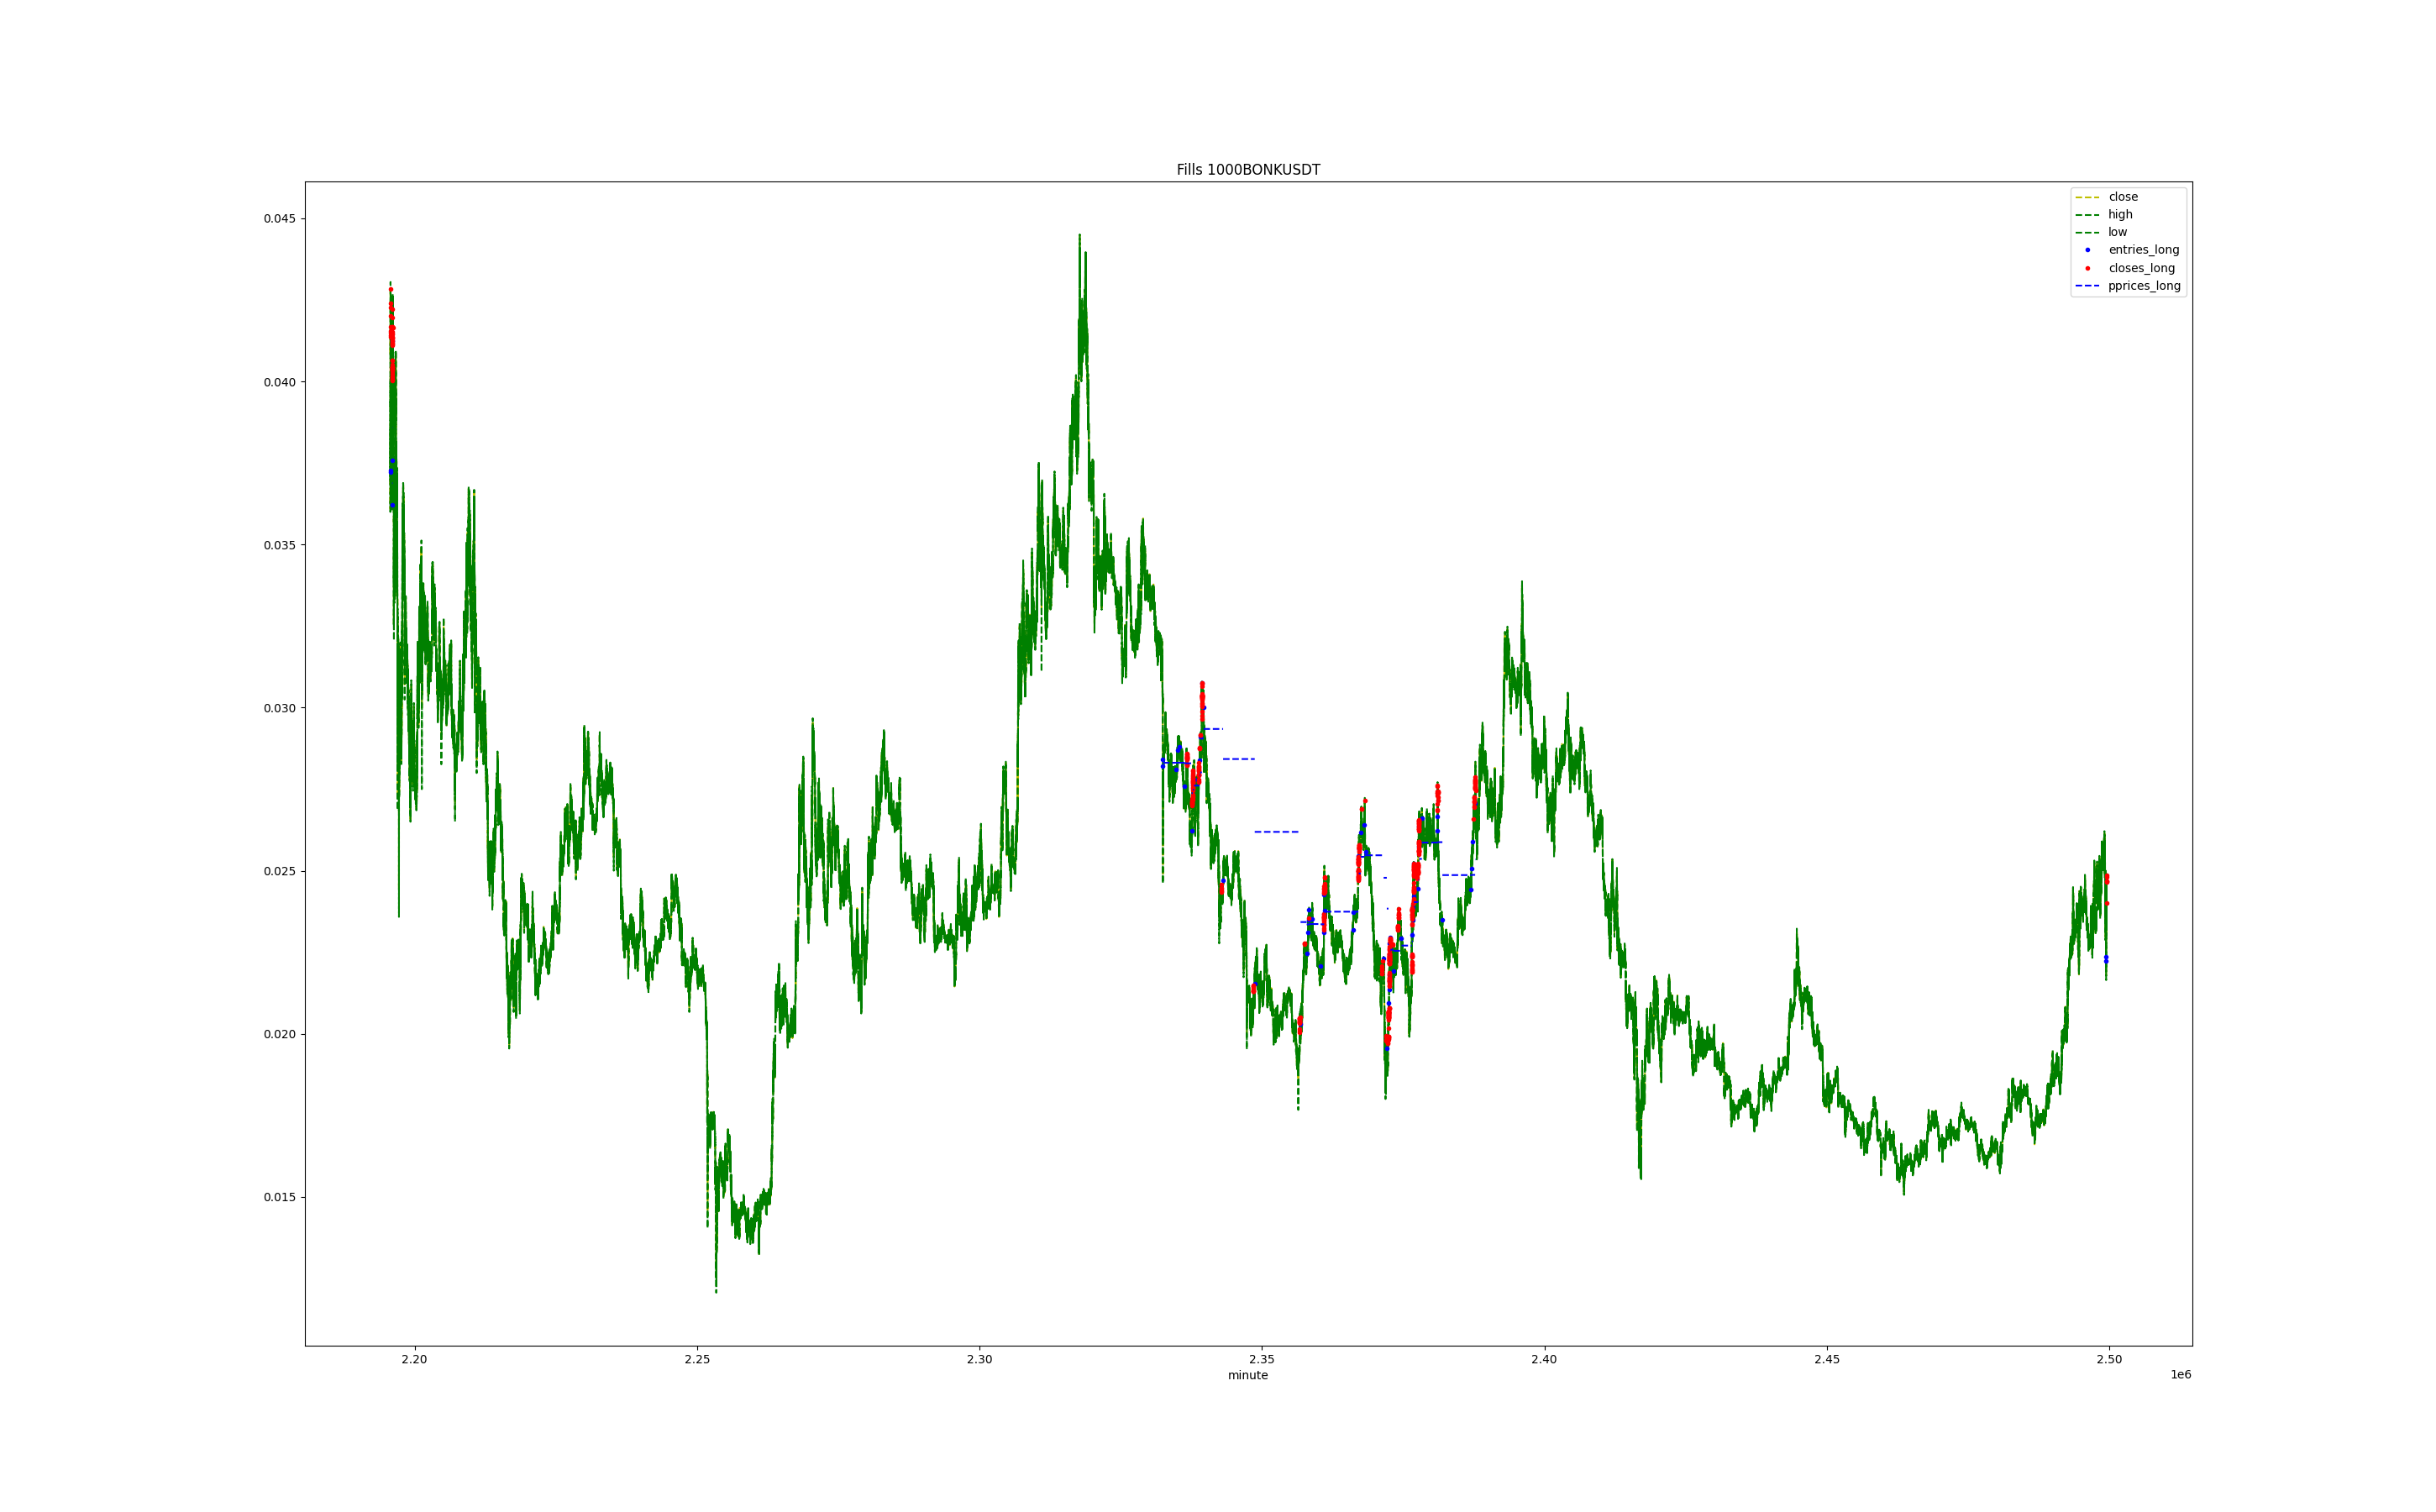 Fills 1000BONKUSDT
close
high
low
entries_long
closes_long
pprices_long
0.045
0.040
0.035
0.030
0.025
0.020
0.015
2.20 2.25 2.30 2.35 2.40 2.45 2.50
minute
1e6